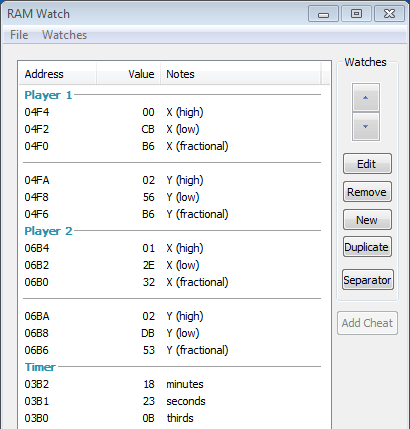 RAM Watch
File Watches
Address Value Notes
Player 1
04F4 00 X (high)
04F2 CB X (low)
04F0 B6 X (fractional)
04FA 02 Y (high)
04F8 56 Y (low)
04F6 B6 Y (fractional)
Player 2
06B4 01 X (high)
06B2 2E X (low)
06B0 32 X (fractional)
06BA 02 Y (high)
06B8 DB Y (low)
06B6 53 Y (fractional)
Timer
03B2 18 minutes
03B1 23 seconds
03B0 0B thirds
Watches
Edit
Remove
New
Duplicate
Separator
Add Cheat